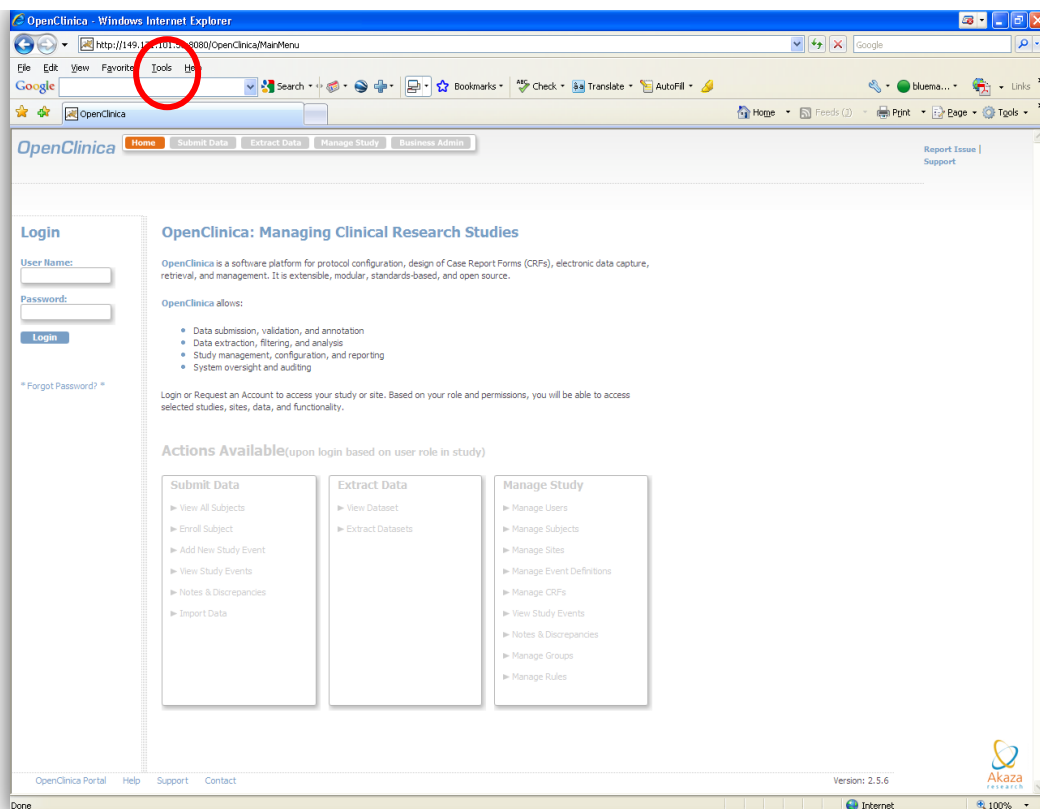 OpenClinica - Windows Internet Explorer
Google
File Edit View Tools
Google Search Bookmarks Check Translate AutoFill bluema... Links
OpenClinica Home Feeds (J) Print Page Tools
OpenClinica Home Submit Data Extract Data Manage Study Business Admin
Report Issue |
Support
Login
User Name:
Password:
Login
* Forgot Password? *
OpenClinica: Managing Clinical Research Studies
OpenClinica is a software platform for protocol configuration, design of Case Report Forms (CRFs), electronic data capture,
retrieval, and management. It is extensible, modular, standards-based, and open source.
OpenClinica allows:
• Data submission, validation, and annotation
• Data extraction, filtering, and analysis
• Study management, configuration, and reporting
• System oversight and auditing
Login or Request an Account to access your study or site. Based on your role and permissions, you will be able to access
selected studies, sites, data, and functionality.
Actions Available(upon login based on user role in study)
Submit Data
► View All Subjects
► Enroll Subject
► Add New Study Event
► View Study Events
► Notes & Discrepancies
► Import Data
Extract Data
► View Dataset
► Extract Datasets
Manage Study
► Manage Users
► Manage Subjects
► Manage Sites
► Manage Event Definitions
► Manage CRFs
► View Study Events
► Notes & Discrepancies
► Manage Groups
► Manage Rules
Akaza
research
OpenClinica Portal Help Support Contact Version: 2.5.6
Done Internet 100%